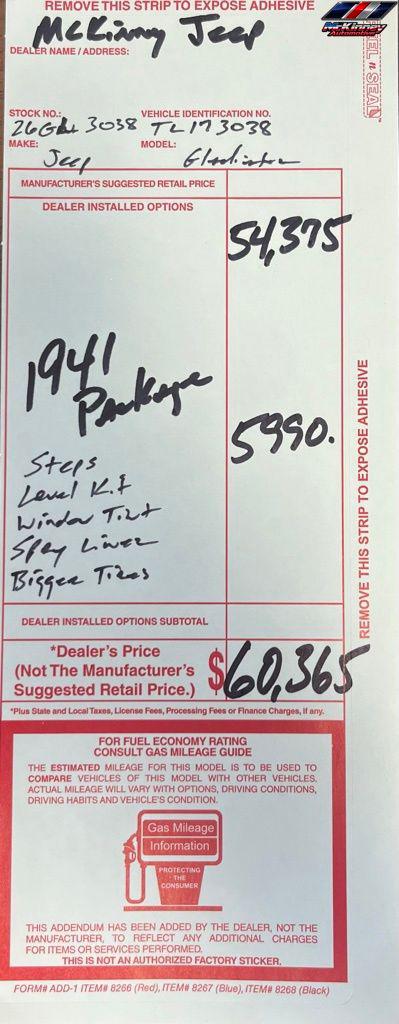 REMOVE THIS STRIP TO EXPOSE ADHESIVE
McKinney Jeep
DEALER NAME / ADDRESS:
McKinney
Automotive
PEEL n' SEAL™
STOCK NO.: VEHICLE IDENTIFICATION NO.
3038 TL173038
MAKE: MODEL:
Jeep Gladiator
MANUFACTURER'S SUGGESTED RETAIL PRICE
DEALER INSTALLED OPTIONS
54,375
1941
Package
5990.
Steps
Level Kit
Window Tint
Spray Liner
Bigger Tires
DEALER INSTALLED OPTIONS SUBTOTAL
*Dealer's Price
(Not The Manufacturer's
Suggested Retail Price.) $60,365
*Plus State and Local Taxes, License Fees, Processing Fees or Finance Charges, if any.
REMOVE THIS STRIP TO EXPOSE ADHESIVE
FOR FUEL ECONOMY RATING
CONSULT GAS MILEAGE GUIDE
THE ESTIMATED MILEAGE FOR THIS MODEL IS TO BE USED TO
COMPARE VEHICLES OF THIS MODEL WITH OTHER VEHICLES.
ACTUAL MILEAGE WILL VARY WITH OPTIONS, DRIVING CONDITIONS,
DRIVING HABITS AND VEHICLE'S CONDITION.
Gas Mileage
Information
PROTECTING
THE
CONSUMER
THIS ADDENDUM HAS BEEN ADDED BY THE DEALER, NOT THE
MANUFACTURER, TO REFLECT ANY ADDITIONAL CHARGES
FOR ITEMS OR SERVICES PERFORMED.
THIS IS NOT AN AUTHORIZED FACTORY STICKER.
FORM# ADD-1 ITEM# 8266 (Red), ITEM# 8267 (Blue), ITEM# 8268 (Black)